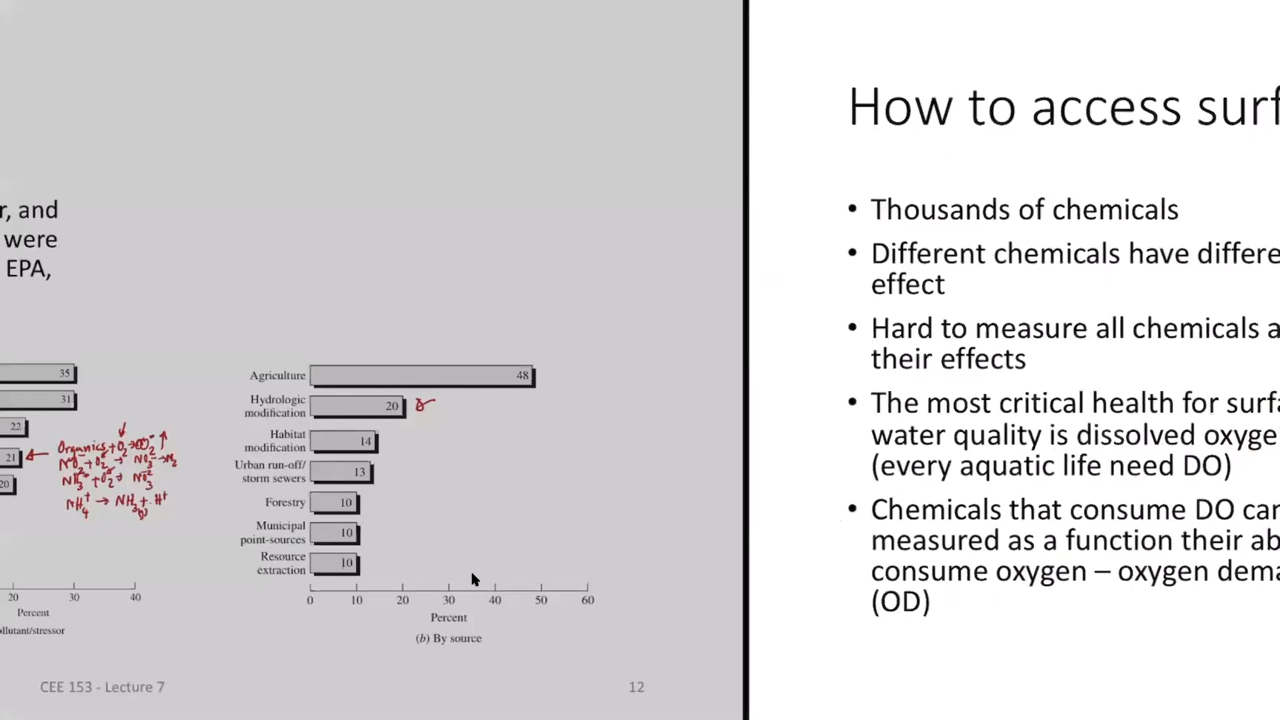 r, and
were
EPA,
35
31
22
21
20
Organics + O2 → CO2
NO2- + O2 → NO3- → N2
NH4+ → NH3 + H+
20 30 40
Percent
ollutant/stressor
Agriculture 48
Hydrologic
modification 20
Habitat
modification 14
Urban run-off/
storm sewers 13
Forestry 10
Municipal
point-sources 10
Resource
extraction 10
0 10 20 30 40 50 60
Percent
(b) By source
CEE 153 - Lecture 7
12
How to access surf
• Thousands of chemicals
• Different chemicals have differe
effect
• Hard to measure all chemicals a
their effects
• The most critical health for surfa
water quality is dissolved oxyge
(every aquatic life need DO)
• Chemicals that consume DO can
measured as a function their ab
consume oxygen – oxygen dema
(OD)